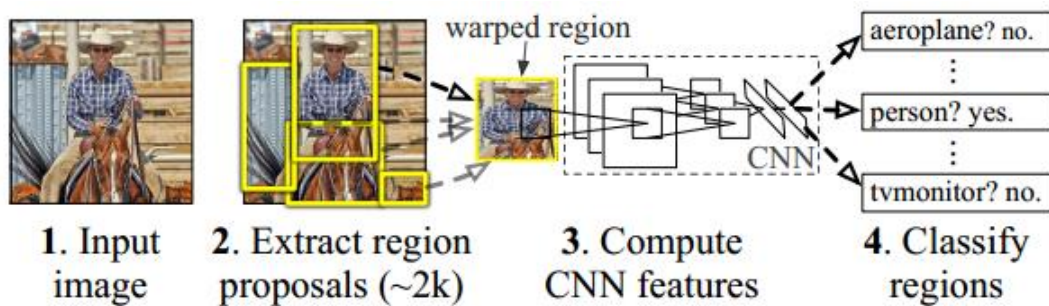 warped region
aeroplane? no.
⋮
person? yes.
⋮
CNN
tvmonitor? no.
1. Input
image
2. Extract region
proposals (~2k)
3. Compute
CNN features
4. Classify
regions